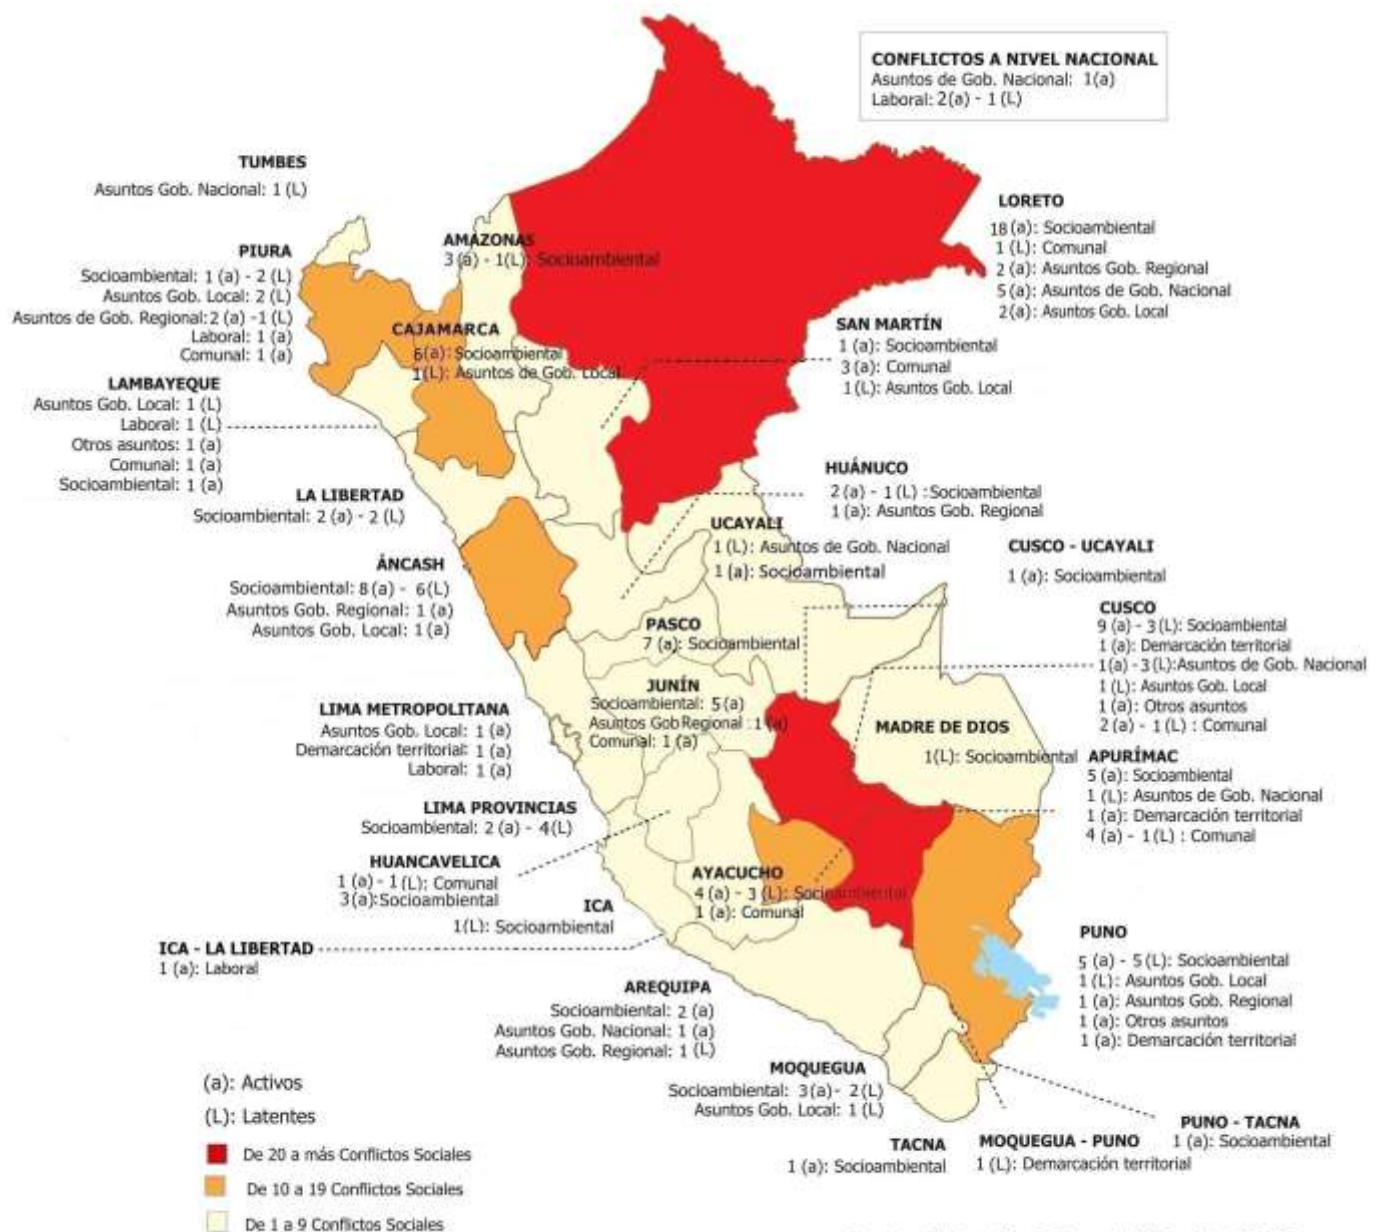 CONFLICTOS A NIVEL NACIONAL
Asuntos de Gob. Nacional: 1(a)
Laboral: 2(a) - 1 (L)
TUMBES
Asuntos Gob. Nacional: 1 (L)
PIURA
Socioambiental: 1 (a) - 2 (L)
Asuntos Gob. Local: 2 (L)
Asuntos de Gob. Regional: 2 (a) -1 (L)
Laboral: 1 (a)
Comunal: 1 (a)
AMAZONAS
3 (a) - 1(L): Socioambiental
LORETO
18 (a): Socioambiental
1 (L): Comunal
2 (a): Asuntos Gob. Regional
5 (a): Asuntos de Gob. Nacional
2(a): Asuntos Gob. Local
CAJAMARCA
6(a): Socioambiental
1(L): Asuntos de Gob. Local
SAN MARTÍN
1 (a): Socioambiental
3 (a): Comunal
1(L): Asuntos Gob. Local
LAMBAYEQUE
Asuntos Gob. Local: 1 (L)
Laboral: 1 (L)
Otros asuntos: 1 (a)
Comunal: 1 (a)
Socioambiental: 1 (a)
LA LIBERTAD
Socioambiental: 2 (a) - 2 (L)
HUÁNUCO
2 (a) - 1 (L) : Socioambiental
1 (a): Asuntos Gob. Regional
UCAYALI
1 (L): Asuntos de Gob. Nacional
1 (a): Socioambiental
CUSCO - UCAYALI
1 (a): Socioambiental
ÁNCASH
Socioambiental: 8 (a) - 6(L)
Asuntos Gob. Regional: 1 (a)
Asuntos Gob. Local: 1 (a)
PASCO
7 (a): Socioambiental
CUSCO
9 (a) - 3 (L): Socioambiental
1 (a): Demarcación territorial
1(a) - 3(L):Asuntos de Gob. Nacional
1 (L): Asuntos Gob. Local
1 (a): Otros asuntos
2 (a) - 1 (L) : Comunal
JUNÍN
Socioambiental: 5 (a)
Asuntos Gob Regional : 1 (a)
Comunal: 1 (a)
LIMA METROPOLITANA
Asuntos Gob. Local: 1 (a)
Demarcación territorial: 1 (a)
Laboral: 1 (a)
MADRE DE DIOS
1(L): Socioambiental
APURÍMAC
5 (a): Socioambiental
1 (L): Asuntos de Gob. Nacional
1 (a): Demarcación territorial
4 (a) - 1(L) : Comunal
LIMA PROVINCIAS
Socioambiental: 2 (a) - 4(L)
HUANCAVELICA
1 (a) - 1 (L): Comunal
3(a):Socioambiental
AYACUCHO
4 (a) - 3 (L): Socioambiental
1 (a): Comunal
ICA
1(L): Socioambiental
ICA - LA LIBERTAD
1 (a): Laboral
PUNO
5 (a) - 5 (L): Socioambiental
1 (L): Asuntos Gob. Local
1 (a): Asuntos Gob. Regional
1 (a): Otros asuntos
1 (a): Demarcación territorial
AREQUIPA
Socioambiental: 2 (a)
Asuntos Gob. Nacional: 1 (a)
Asuntos Gob. Regional: 1 (L)
MOQUEGUA
Socioambiental: 3(a)- 2(L)
Asuntos Gob. Local: 1 (L)
TACNA
1 (a): Socioambiental
MOQUEGUA - PUNO
1 (L): Demarcación territorial
PUNO - TACNA
1 (a): Socioambiental
(a): Activos
(L): Latentes
De 20 a más Conflictos Sociales
De 10 a 19 Conflictos Sociales
De 1 a 9 Conflictos Sociales